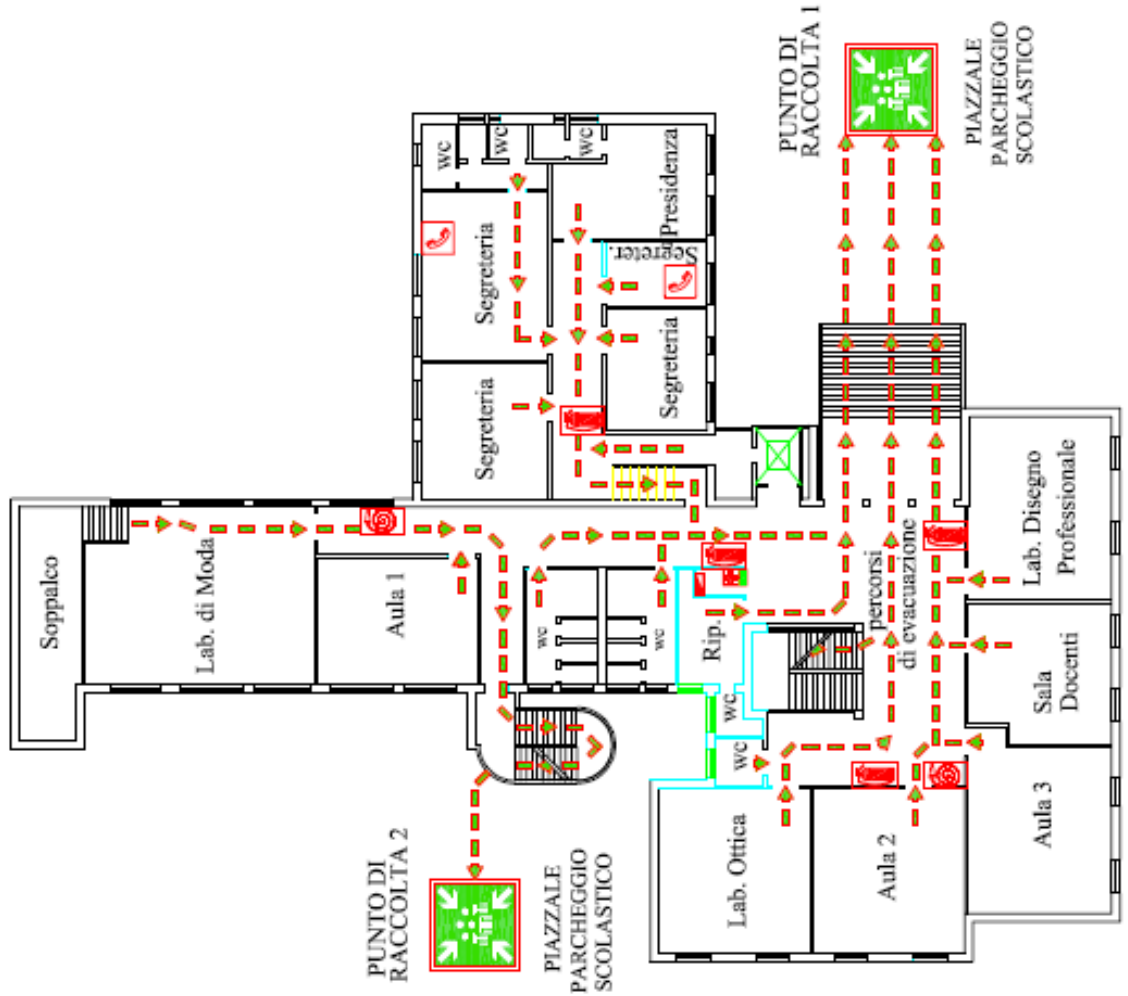 PUNTO DI
RACCOLTA 1
PIAZZALE
PARCHEGGIO
SCOLASTICO
wc
wc
wc
Segreteria
Presidenza
Segreter.
Segreteria
Segreteria
Soppalco
Lab. di Moda
Aula 1
wc
wc
Rip.
wc
wc
percorsi
di evacuazione
Lab. Disegno
Professionale
Sala
Docenti
Lab. Ottica
Aula 2
Aula 3
PUNTO DI
RACCOLTA 2
PIAZZALE
PARCHEGGIO
SCOLASTICO